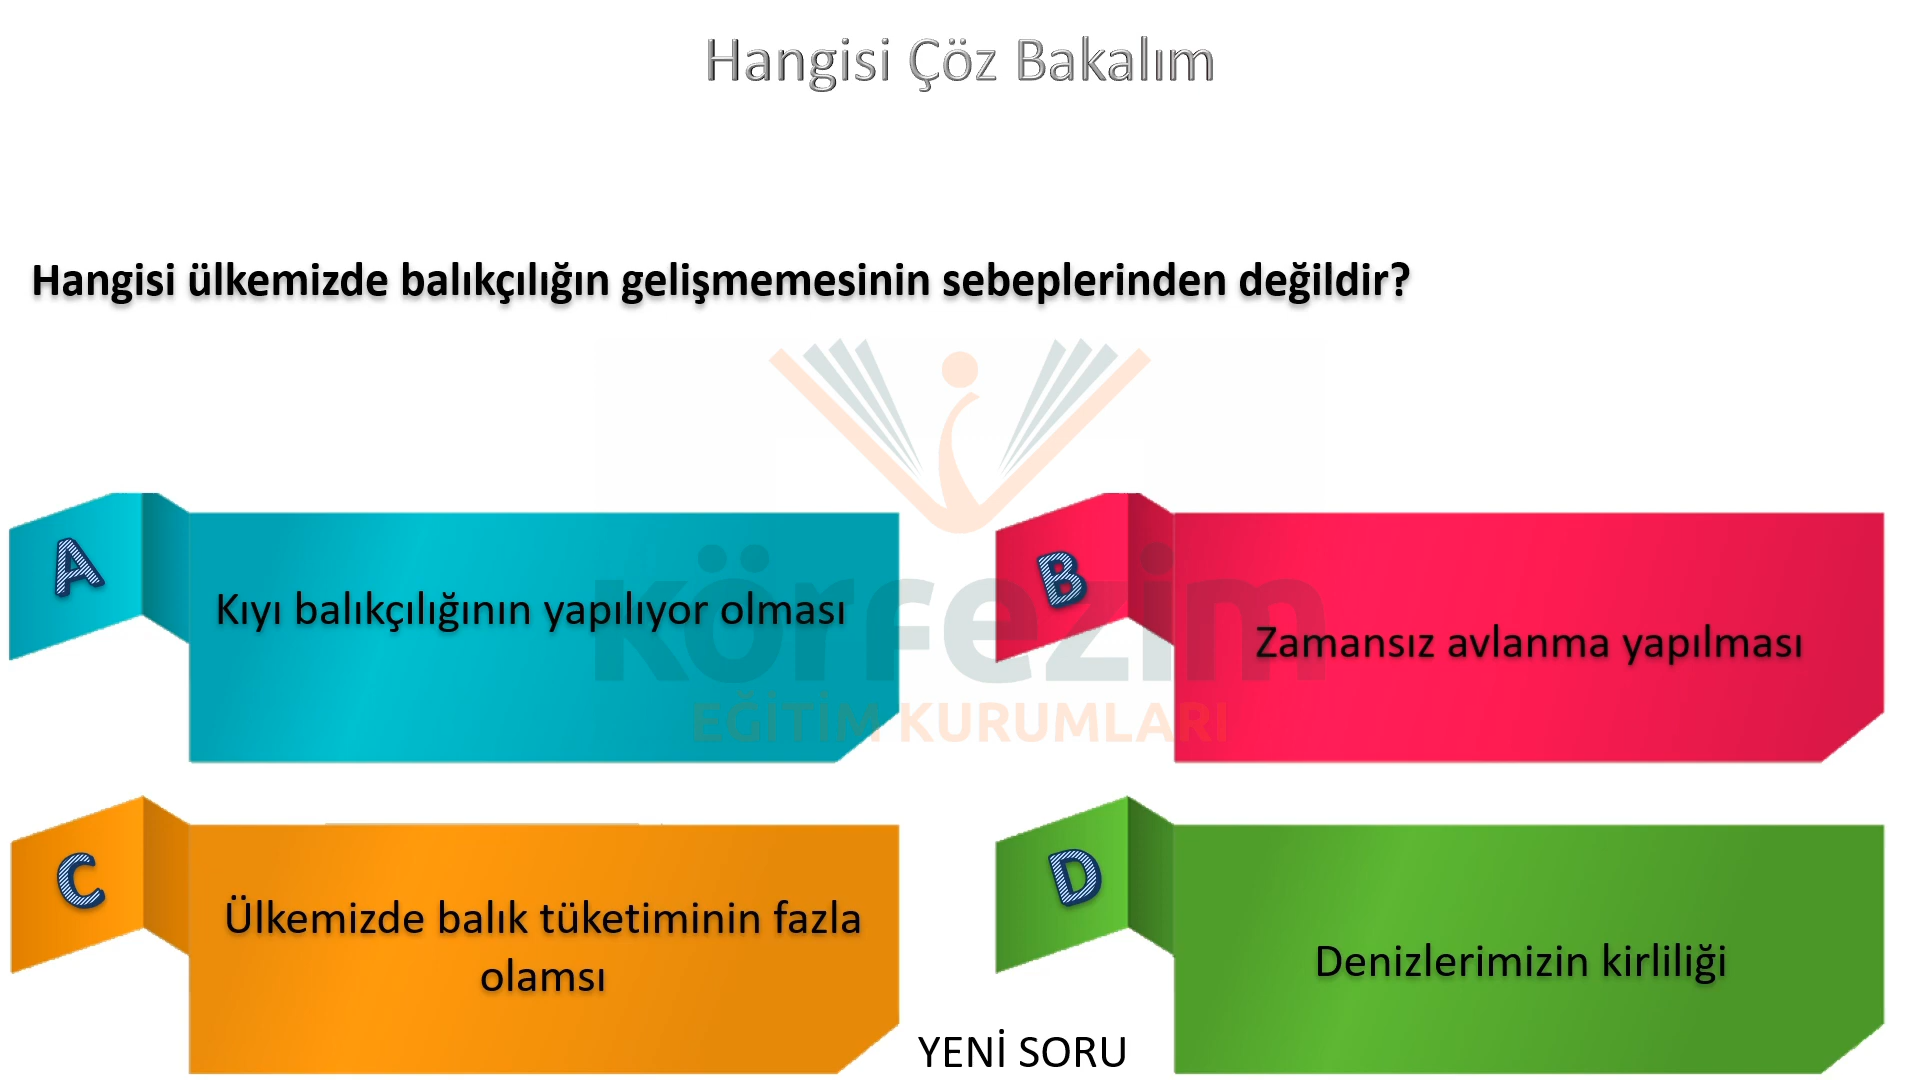 Hangisi Çöz Bakalım
Hangisi ülkemizde balıkçılığın gelişmemesinin sebeplerinden değildir?
A
Kıyı balıkçılığının yapılıyor olması
B
Zamansız avlanma yapılması
körfezim
EĞİTİM KURUMLARI
C
Ülkemizde balık tüketiminin fazla
olamsı
D
Denizlerimizin kirliliği
YENİ SORU